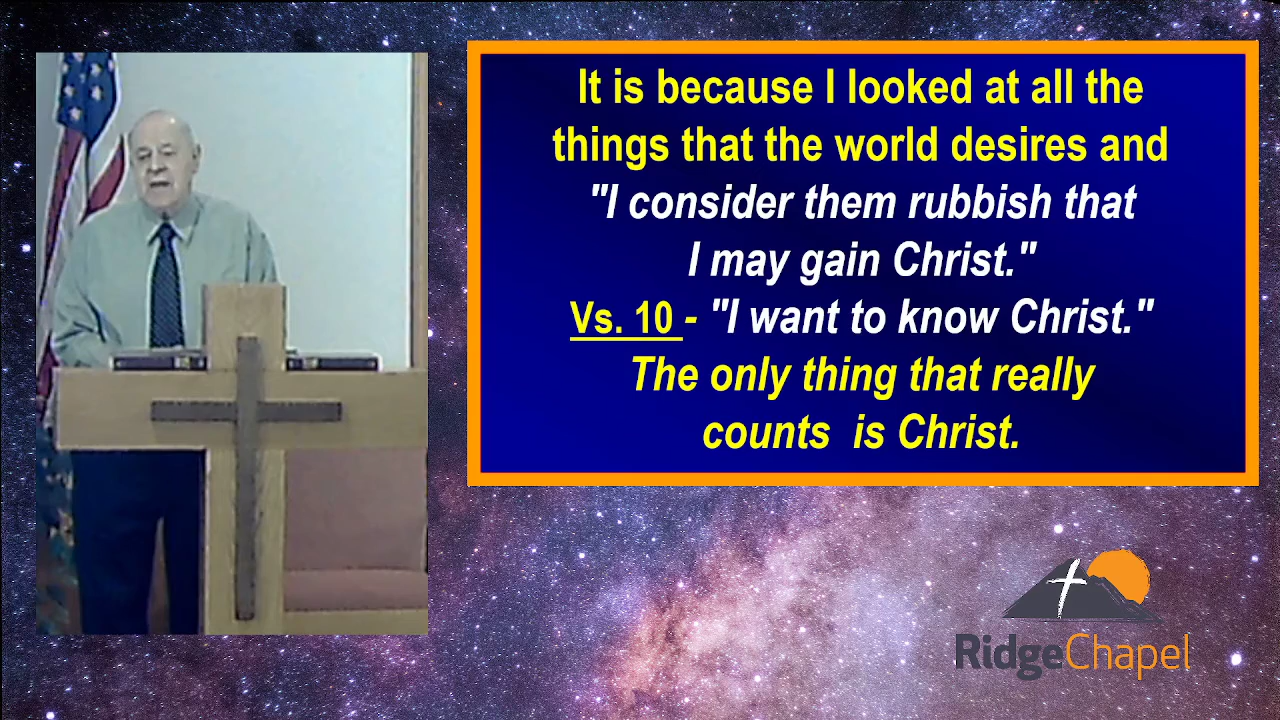 It is because I looked at all the
things that the world desires and
"I consider them rubbish that
I may gain Christ."
Vs. 10 - "I want to know Christ."
The only thing that really
counts  is Christ.
RidgeChapel